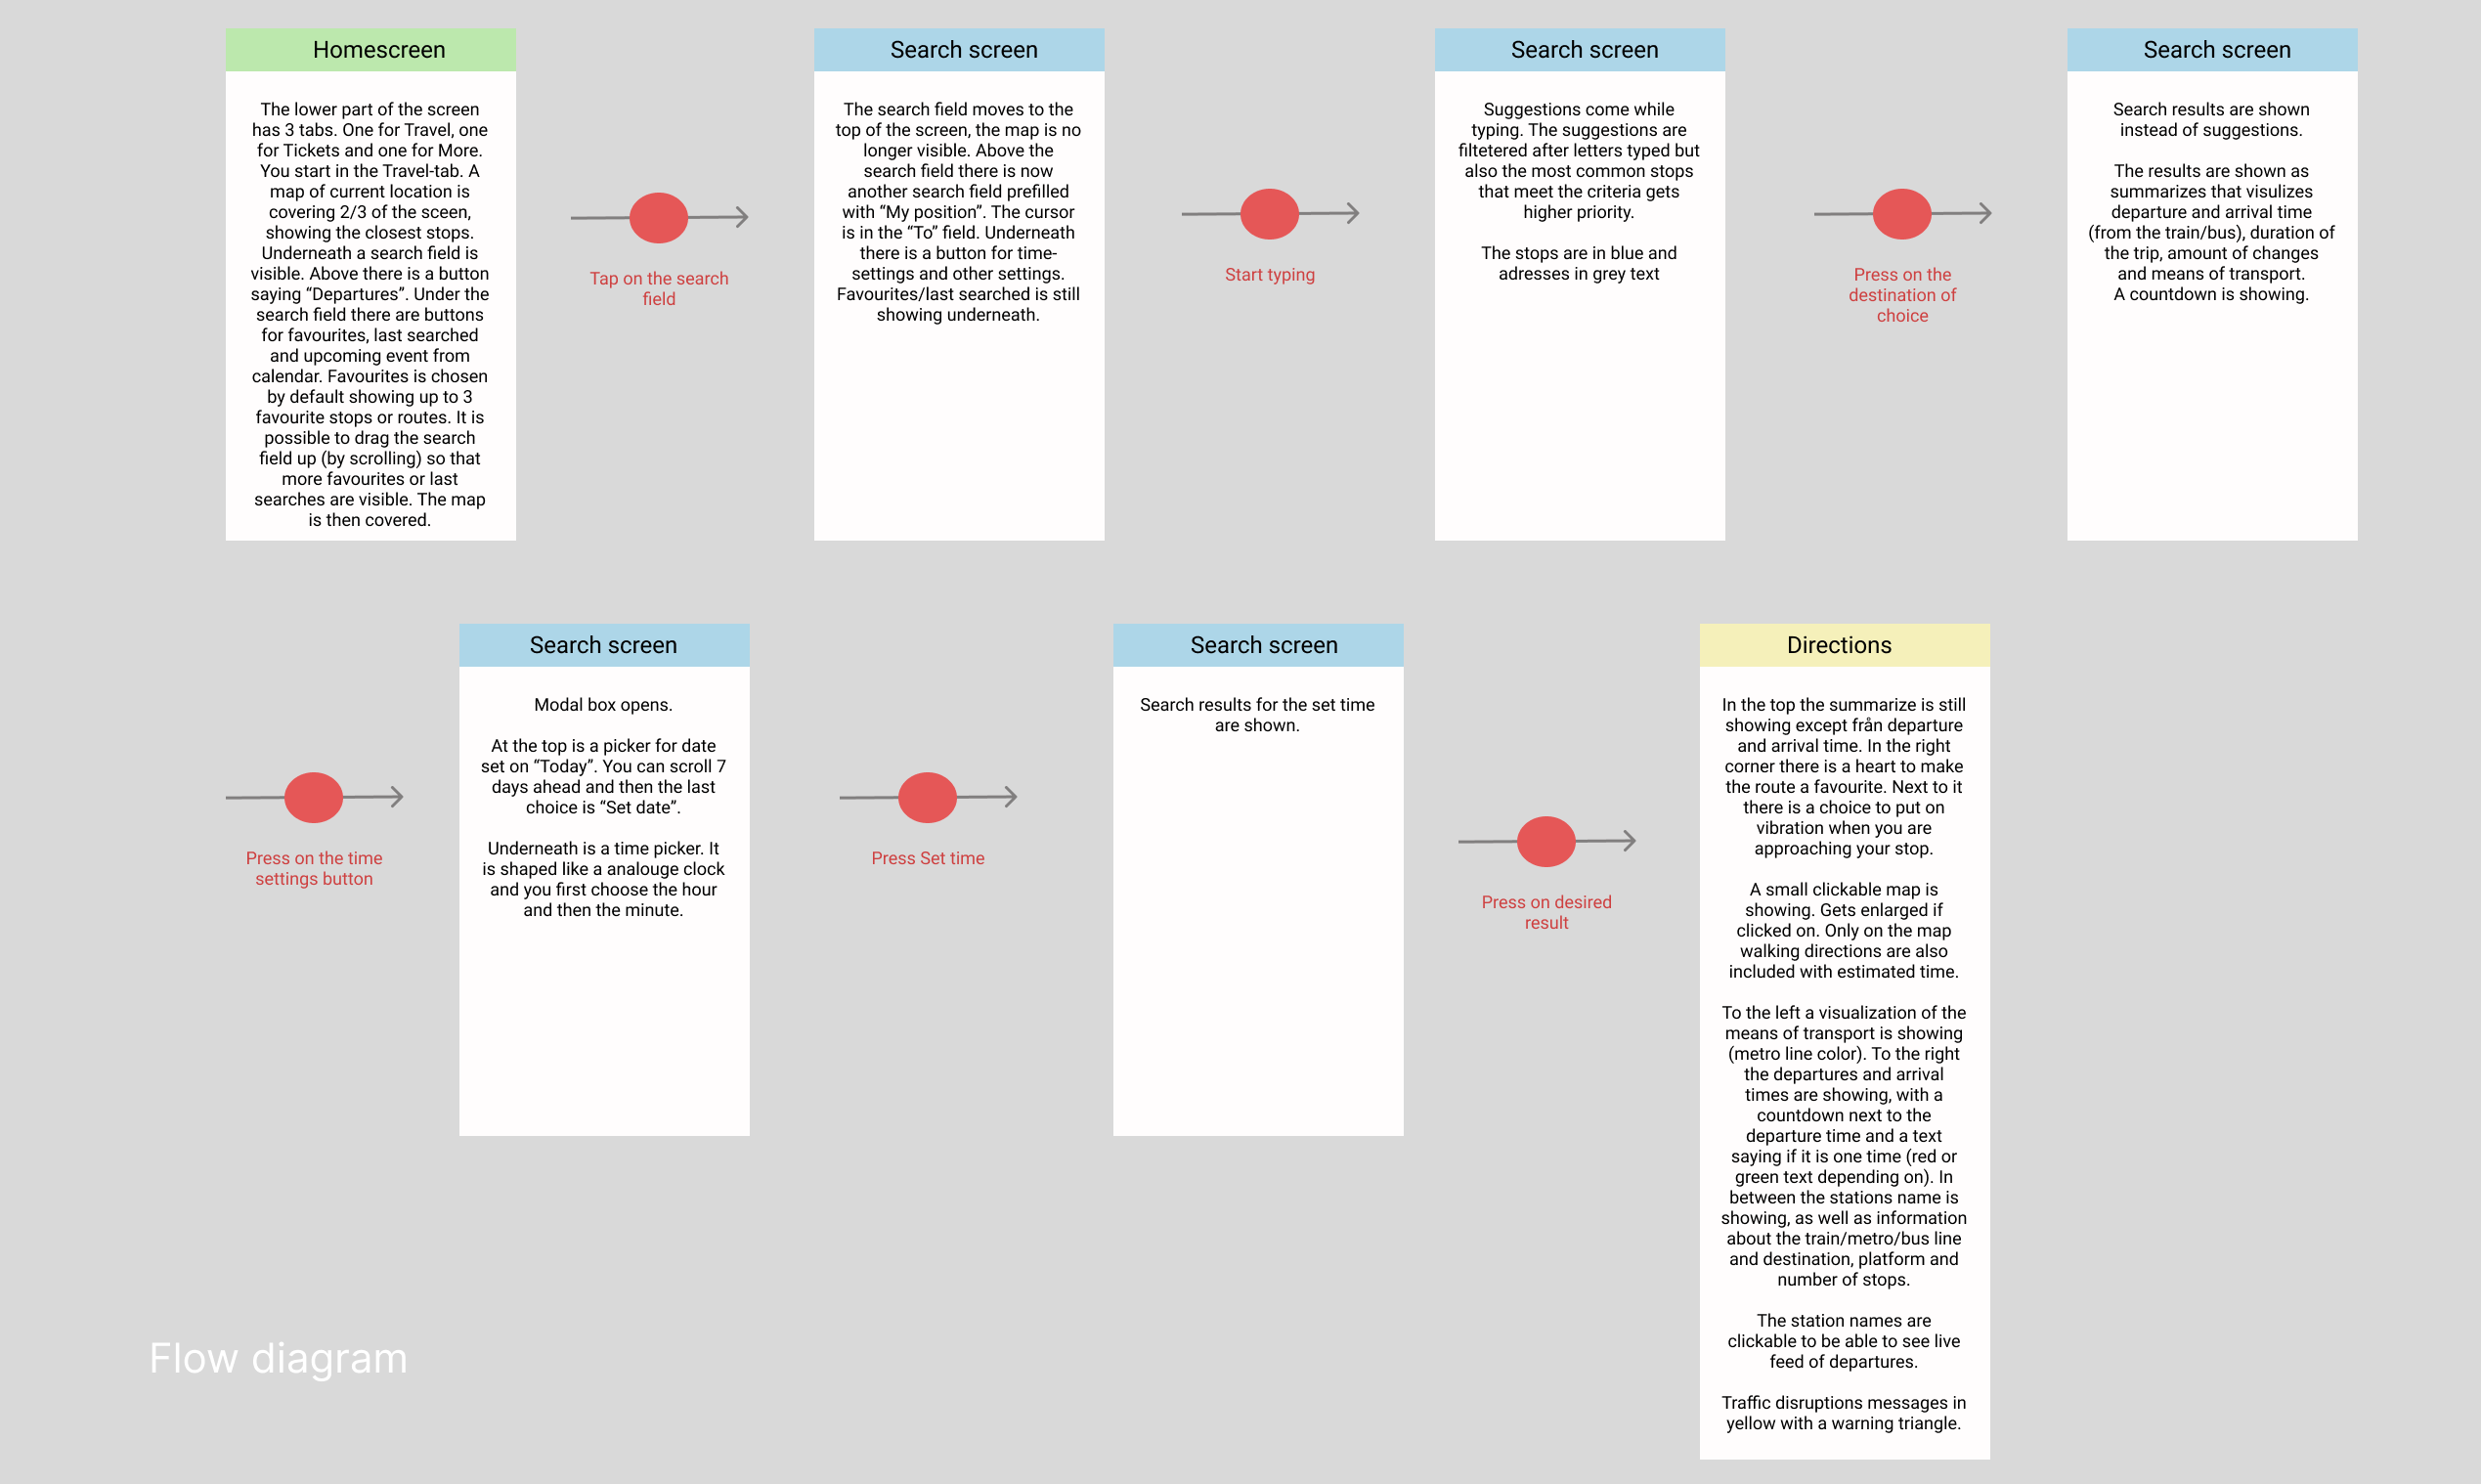 Homescreen
The lower part of the screen
has 3 tabs. One for Travel, one
for Tickets and one for More.
You start in the Travel-tab. A
map of current location is
covering 2/3 of the sceen,
showing the closest stops.
Underneath a search field is
visible. Above there is a button
saying “Departures”. Under the
search field there are buttons
for favourites, last searched
and upcoming event from
calendar. Favourites is chosen
by default showing up to 3
favourite stops or routes. It is
possible to drag the search
field up (by scrolling) so that
more favourites or last
searches are visible. The map
is then covered.
Tap on the search
field
Search screen
The search field moves to the
top of the screen, the map is no
longer visible. Above the
search field there is now
another search field prefilled
with “My position”. The cursor
is in the “To” field. Underneath
there is a button for time-
settings and other settings.
Favourites/last searched is still
showing underneath.
Start typing
Search screen
Suggestions come while
typing. The suggestions are
filtetered after letters typed but
also the most common stops
that meet the criteria gets
higher priority.
The stops are in blue and
adresses in grey text
Press on the
destination of
choice
Search screen
Search results are shown
instead of suggestions.
The results are shown as
summarizes that visulizes
departure and arrival time
(from the train/bus), duration of
the trip, amount of changes
and means of transport.
A countdown is showing.
Press on the time
settings button
Search screen
Modal box opens.
At the top is a picker for date
set on “Today”. You can scroll 7
days ahead and then the last
choice is “Set date”.
Underneath is a time picker. It
is shaped like a analouge clock
and you first choose the hour
and then the minute.
Press Set time
Search screen
Search results for the set time
are shown.
Press on desired
result
Directions
In the top the summarize is still
showing except från departure
and arrival time. In the right
corner there is a heart to make
the route a favourite. Next to it
there is a choice to put on
vibration when you are
approaching your stop.
A small clickable map is
showing. Gets enlarged if
clicked on. Only on the map
walking directions are also
included with estimated time.
To the left a visualization of the
means of transport is showing
(metro line color). To the right
the departures and arrival
times are showing, with a
countdown next to the
departure time and a text
saying if it is one time (red or
green text depending on). In
between the stations name is
showing, as well as information
about the train/metro/bus line
and destination, platform and
number of stops.
The station names are
clickable to be able to see live
feed of departures.
Traffic disruptions messages in
yellow with a warning triangle.
Flow diagram